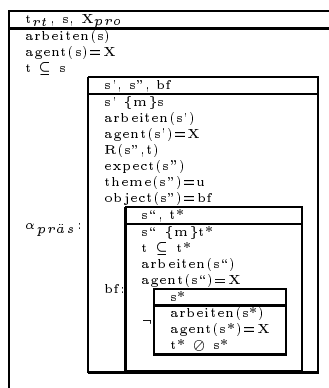 t_rt, s, X_pro
arbeiten(s)
agent(s)=X
t ⊆ s
s', s", bf
s' {m}s
arbeiten(s')
agent(s')=X
R(s",t)
expect(s")
theme(s")=u
object(s")=bf
α_präs:
s“, t*
s“ {m}t*
t ⊆ t*
arbeiten(s“)
agent(s“)=X
bf:
s*
¬
arbeiten(s*)
agent(s*)=X
t* ⊘ s*